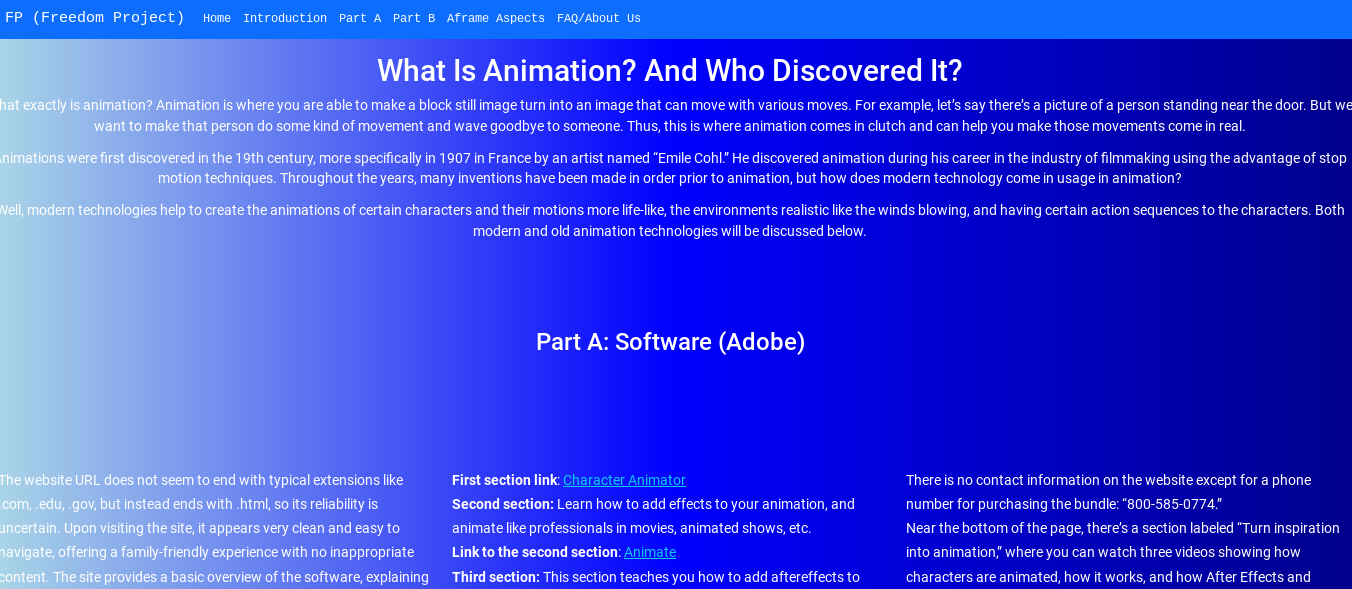 FP (Freedom Project) Home Introduction Part A Part B Aframe Aspects FAQ/About Us
What Is Animation? And Who Discovered It?
hat exactly is animation? Animation is where you are able to make a block still image turn into an image that can move with various moves. For example, let’s say there’s a picture of a person standing near the door. But we
want to make that person do some kind of movement and wave goodbye to someone. Thus, this is where animation comes in clutch and can help you make those movements come in real.
Animations were first discovered in the 19th century, more specifically in 1907 in France by an artist named “Emile Cohl.” He discovered animation during his career in the industry of filmmaking using the advantage of stop
motion techniques. Throughout the years, many inventions have been made in order prior to animation, but how does modern technology come in usage in animation?
Well, modern technologies help to create the animations of certain characters and their motions more life-like, the environments realistic like the winds blowing, and having certain action sequences to the characters. Both
modern and old animation technologies will be discussed below.
Part A: Software (Adobe)
The website URL does not seem to end with typical extensions like
.com, .edu, .gov, but instead ends with .html, so its reliability is
uncertain. Upon visiting the site, it appears very clean and easy to
navigate, offering a family-friendly experience with no inappropriate
content. The site provides a basic overview of the software, explaining
First section link: Character Animator
Second section: Learn how to add effects to your animation, and
animate like professionals in movies, animated shows, etc.
Link to the second section: Animate
Third section: This section teaches you how to add aftereffects to
There is no contact information on the website except for a phone
number for purchasing the bundle: “800-585-0774.”
Near the bottom of the page, there’s a section labeled “Turn inspiration
into animation,” where you can watch three videos showing how
characters are animated, how it works, and how After Effects and